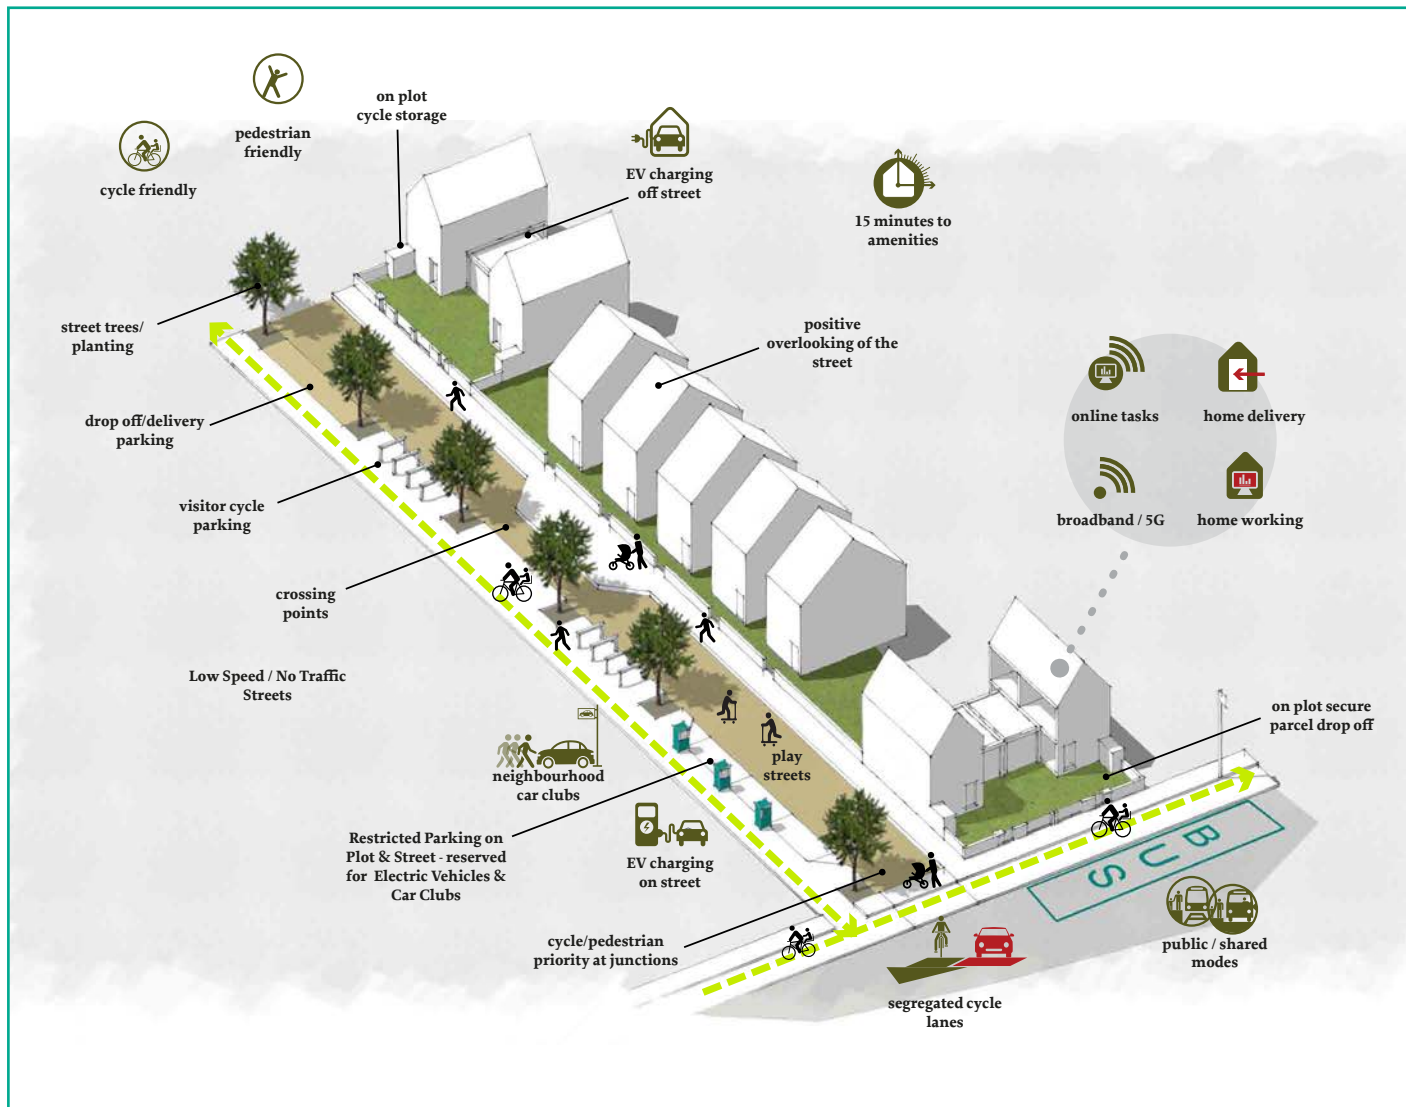 on plot
cycle storage
pedestrian
friendly
cycle friendly
EV charging
off street
15 minutes to
amenities
street trees/
planting
positive
overlooking of the
street
online tasks
home delivery
drop off/delivery
parking
visitor cycle
parking
broadband / 5G
home working
crossing
points
Low Speed / No Traffic
Streets
on plot secure
parcel drop off
neighbourhood
car clubs
play
streets
Restricted Parking on
Plot & Street - reserved
for Electric Vehicles &
Car Clubs
EV charging
on street
BUS
cycle/pedestrian
priority at junctions
public / shared
modes
segregated cycle
lanes